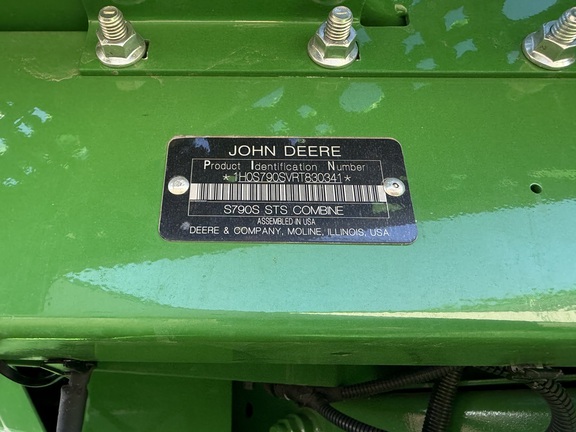 JOHN DEERE
Product Identification Number
*1H0S790SVRT830341*
S790S STS COMBINE
ASSEMBLED IN USA
DEERE & COMPANY, MOLINE, ILLINOIS, USA